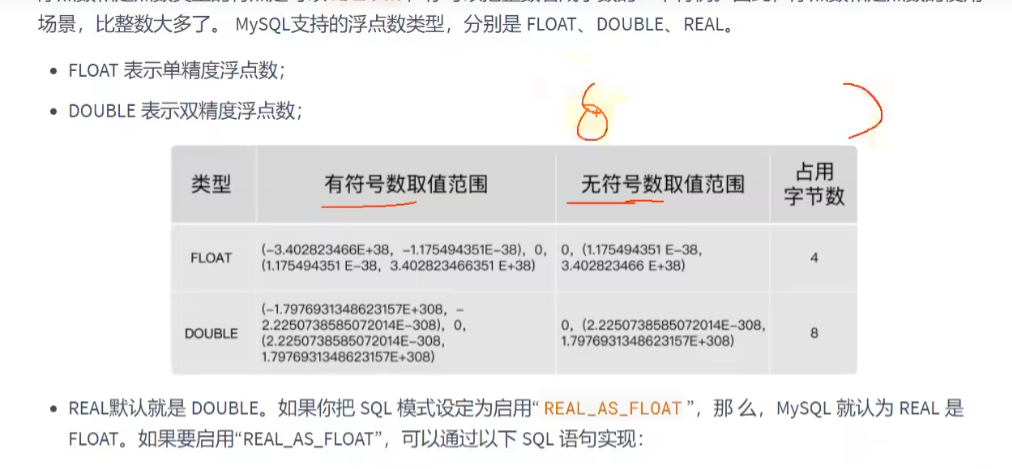 场景，比整数大多了。 MySQL支持的浮点数类型，分别是 FLOAT、DOUBLE、REAL。
• FLOAT 表示单精度浮点数；
• DOUBLE 表示双精度浮点数；
类型 有符号数取值范围 无符号数取值范围 占用
字节数
FLOAT (-3.402823466E+38, -1.175494351E-38), 0,
(1.175494351 E-38, 3.402823466351 E+38)
0, (1.175494351 E-38,
3.402823466 E+38)
4
DOUBLE (-1.7976931348623157E+308, -
2.2250738585072014E-308), 0,
(2.2250738585072014E-308,
1.7976931348623157E+308)
0, (2.2250738585072014E-308,
1.7976931348623157E+308)
8
• REAL默认就是 DOUBLE。如果你把 SQL 模式设定为启用“ REAL_AS_FLOAT ”，那 么，MySQL 就认为 REAL 是
FLOAT。如果要启用“REAL_AS_FLOAT”，可以通过以下 SQL 语句实现：